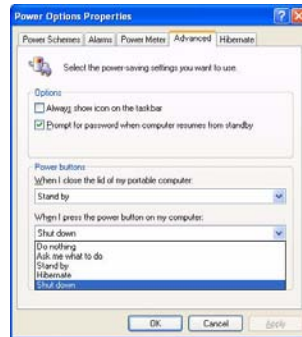 Power Options Properties
Power Schemes Alarms Power Meter Advanced Hibernate
Select the power-saving settings you want to use.
Options
Always show icon on the taskbar
Prompt for password when computer resumes from standby
Power buttons
When I close the lid of my portable computer:
Stand by
When I press the power button on my computer:
Shut down
Do nothing
Ask me what to do
Stand by
Hibernate
Shut down
OK Cancel Apply